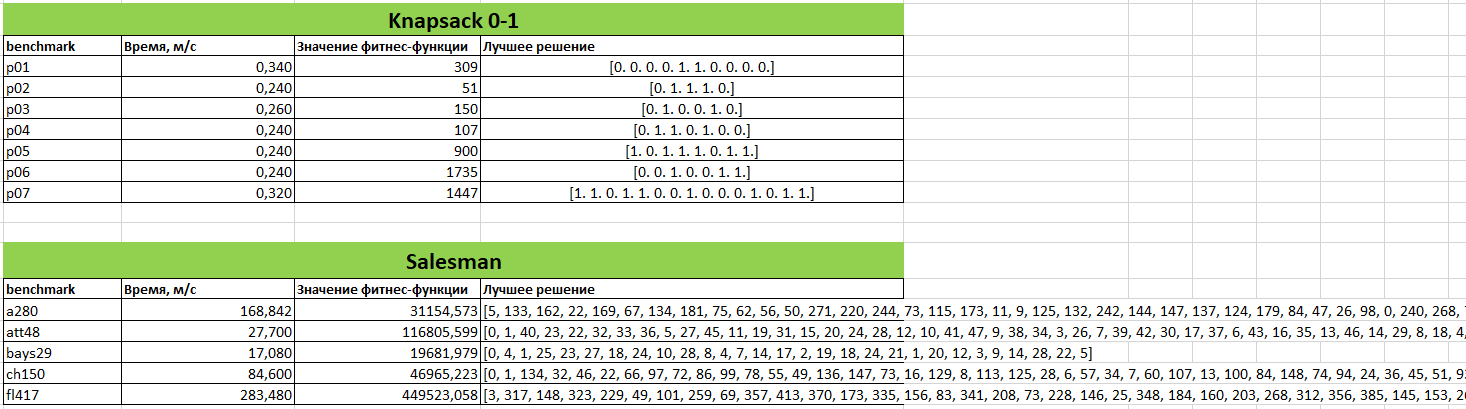 Knapsack 0-1
benchmark Время, м/с Значение фитнес-функции Лучшее решение
p01 0,340 309 [0. 0. 0. 0. 1. 1. 0. 0. 0. 0.]
p02 0,240 51 [0. 1. 1. 1. 0.]
p03 0,260 150 [0. 1. 0. 0. 1. 0.]
p04 0,240 107 [0. 1. 1. 0. 1. 0. 0.]
p05 0,240 900 [1. 0. 1. 1. 1. 0. 1. 1.]
p06 0,240 1735 [0. 0. 1. 0. 0. 1. 1.]
p07 0,320 1447 [1. 1. 0. 1. 1. 0. 0. 1. 0. 0. 0. 1. 0. 1. 1.]
Salesman
benchmark Время, м/с Значение фитнес-функции Лучшее решение
a280 168,842 31154,573 [5, 133, 162, 22, 169, 67, 134, 181, 75, 62, 56, 50, 271, 220, 244, 73, 115, 173, 11, 9, 125, 132, 242, 144, 147, 137, 124, 179, 84, 47, 26, 98, 0, 240, 268,
att48 27,700 116805,599 [0, 1, 40, 23, 22, 32, 33, 36, 5, 27, 45, 11, 19, 31, 15, 20, 24, 28, 12, 10, 41, 47, 9, 38, 34, 3, 26, 7, 39, 42, 30, 17, 37, 6, 43, 16, 35, 13, 46, 14, 29, 8, 18, 4,
bays29 17,080 19681,979 [0, 4, 1, 25, 23, 27, 18, 24, 10, 28, 8, 4, 7, 14, 17, 2, 19, 18, 24, 21, 1, 20, 12, 3, 9, 14, 28, 22, 5]
ch150 84,600 46965,223 [0, 1, 134, 32, 46, 22, 66, 97, 72, 86, 99, 78, 55, 49, 136, 147, 73, 16, 129, 8, 113, 125, 28, 6, 57, 34, 7, 60, 107, 13, 100, 84, 148, 74, 94, 24, 36, 45, 51,
fl417 283,480 449523,058 [3, 317, 148, 323, 229, 49, 101, 259, 69, 357, 413, 370, 173, 335, 156, 83, 341, 208, 73, 228, 146, 25, 348, 184, 160, 203, 268, 312, 356, 385, 145, 153,